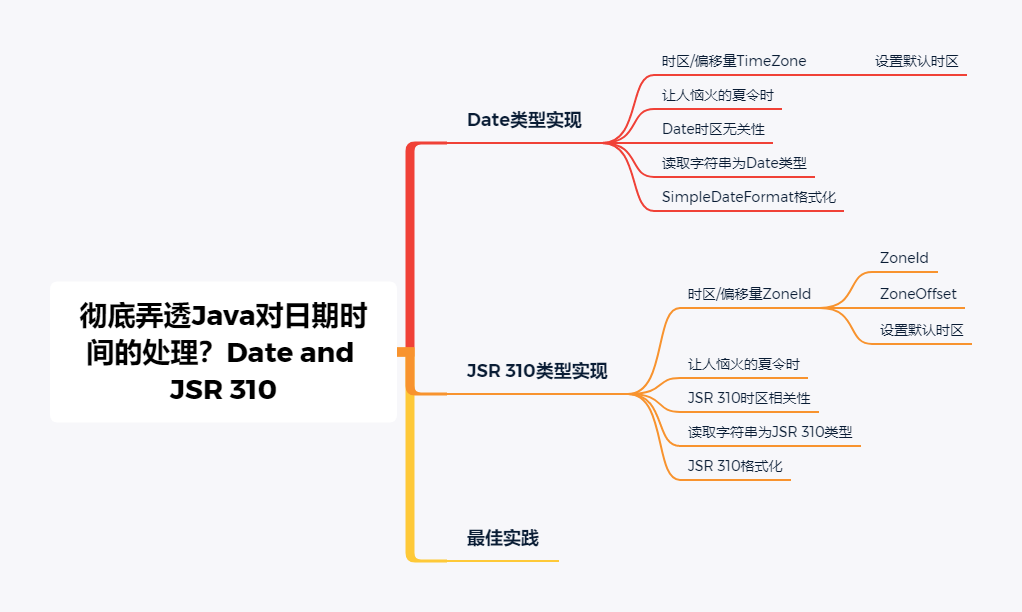 彻底弄透Java对日期时
间的处理？Date and
JSR 310
Date类型实现
时区/偏移量TimeZone
设置默认时区
让人恼火的夏令时
Date时区无关性
读取字符串为Date类型
SimpleDateFormat格式化
JSR 310类型实现
时区/偏移量ZoneId
ZoneId
ZoneOffset
设置默认时区
让人恼火的夏令时
JSR 310时区相关性
读取字符串为JSR 310类型
JSR 310格式化
最佳实践